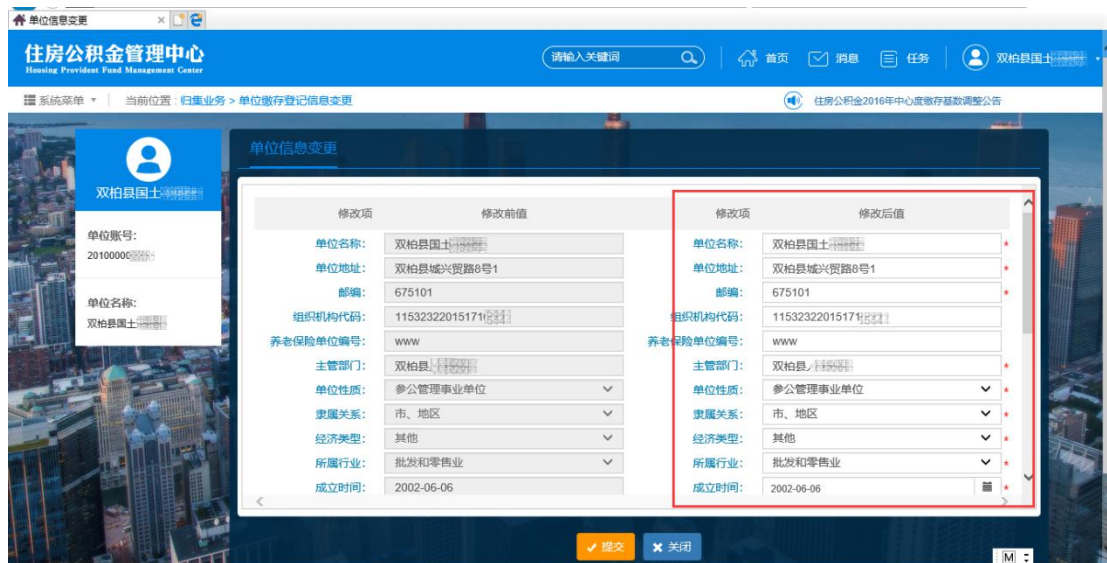 单位信息变更
住房公积金管理中心
Housing Provident Fund Management Center
请输入关键词
首页 消息 任务 双柏县国土
系统菜单 当前位置：归集业务 > 单位缴存登记信息变更
住房公积金2016年中心度缴存基数调整公告
双柏县国土
单位账号：
20100000
单位名称：
双柏县国土
单位信息变更
修改项 修改前值 修改项 修改后值
单位名称： 双柏县国土 单位名称： 双柏县国土 *
单位地址： 双柏县城兴贸路8号1 单位地址： 双柏县城兴贸路8号1 *
邮编： 675101 邮编： 675101 *
组织机构代码： 11532322015171 组织机构代码： 11532322015171
养老保险单位编号： www 养老保险单位编号： www
主管部门： 双柏县 主管部门： 双柏县 *
单位性质： 参公管理事业单位 单位性质： 参公管理事业单位 *
隶属关系： 市、地区 隶属关系： 市、地区 *
经济类型： 其他 经济类型： 其他 *
所属行业： 批发和零售业 所属行业： 批发和零售业 *
成立时间： 2002-06-06 成立时间： 2002-06-06 *
提交 关闭
M